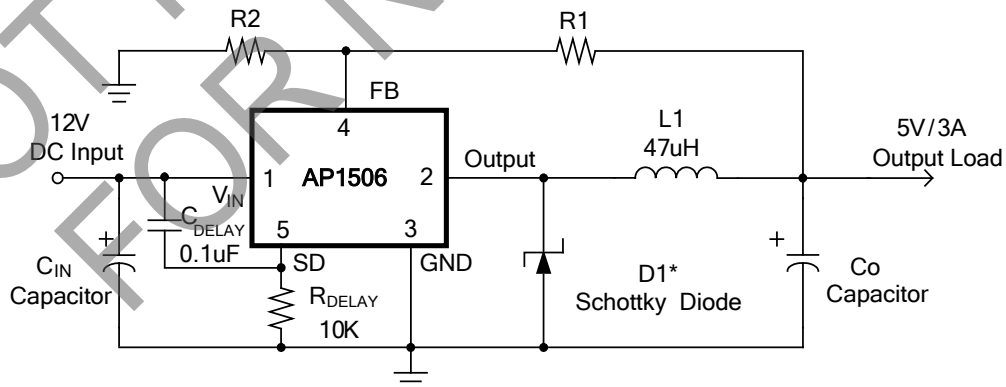 R2
R1
FB
4
12V
DC Input
L1
47uH
5V/3A
Output Load
Output
1
AP1506
2
VIN
CDELAY
0.1uF
5
3
SD
GND
CIN
Capacitor
RDELAY
10K
D1*
Schottky Diode
Co
Capacitor
+
+
FOR N